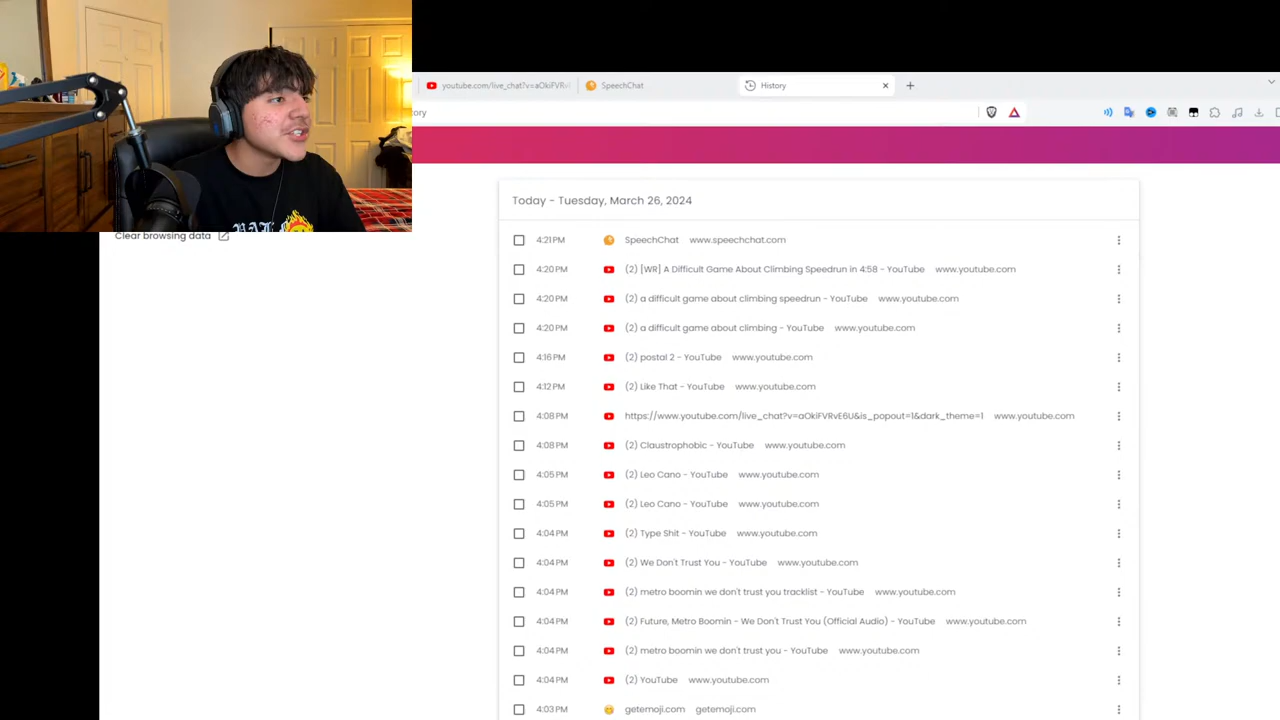 youtube.com/live_chat?v=aOkiFVRvE
SpeechChat
History
ory
Clear browsing data
Today - Tuesday, March 26, 2024
4:21 PM SpeechChat www.speechchat.com
4:20 PM (2) [WR] A Difficult Game About Climbing Speedrun in 4:58 - YouTube www.youtube.com
4:20 PM (2) a difficult game about climbing speedrun - YouTube www.youtube.com
4:20 PM (2) a difficult game about climbing - YouTube www.youtube.com
4:16 PM (2) postal 2 - YouTube www.youtube.com
4:12 PM (2) Like That - YouTube www.youtube.com
4:08 PM https://www.youtube.com/live_chat?v=aOkiFVRvE6U&is_popout=1&dark_theme=1 www.youtube.com
4:08 PM (2) Claustrophobic - YouTube www.youtube.com
4:05 PM (2) Leo Cano - YouTube www.youtube.com
4:05 PM (2) Leo Cano - YouTube www.youtube.com
4:04 PM (2) Type Shit - YouTube www.youtube.com
4:04 PM (2) We Don't Trust You - YouTube www.youtube.com
4:04 PM (2) metro boomin we don't trust you tracklist - YouTube www.youtube.com
4:04 PM (2) Future, Metro Boomin - We Don't Trust You (Official Audio) - YouTube www.youtube.com
4:04 PM (2) metro boomin we don't trust you - YouTube www.youtube.com
4:04 PM (2) YouTube www.youtube.com
4:03 PM getemoji.com getemoji.com